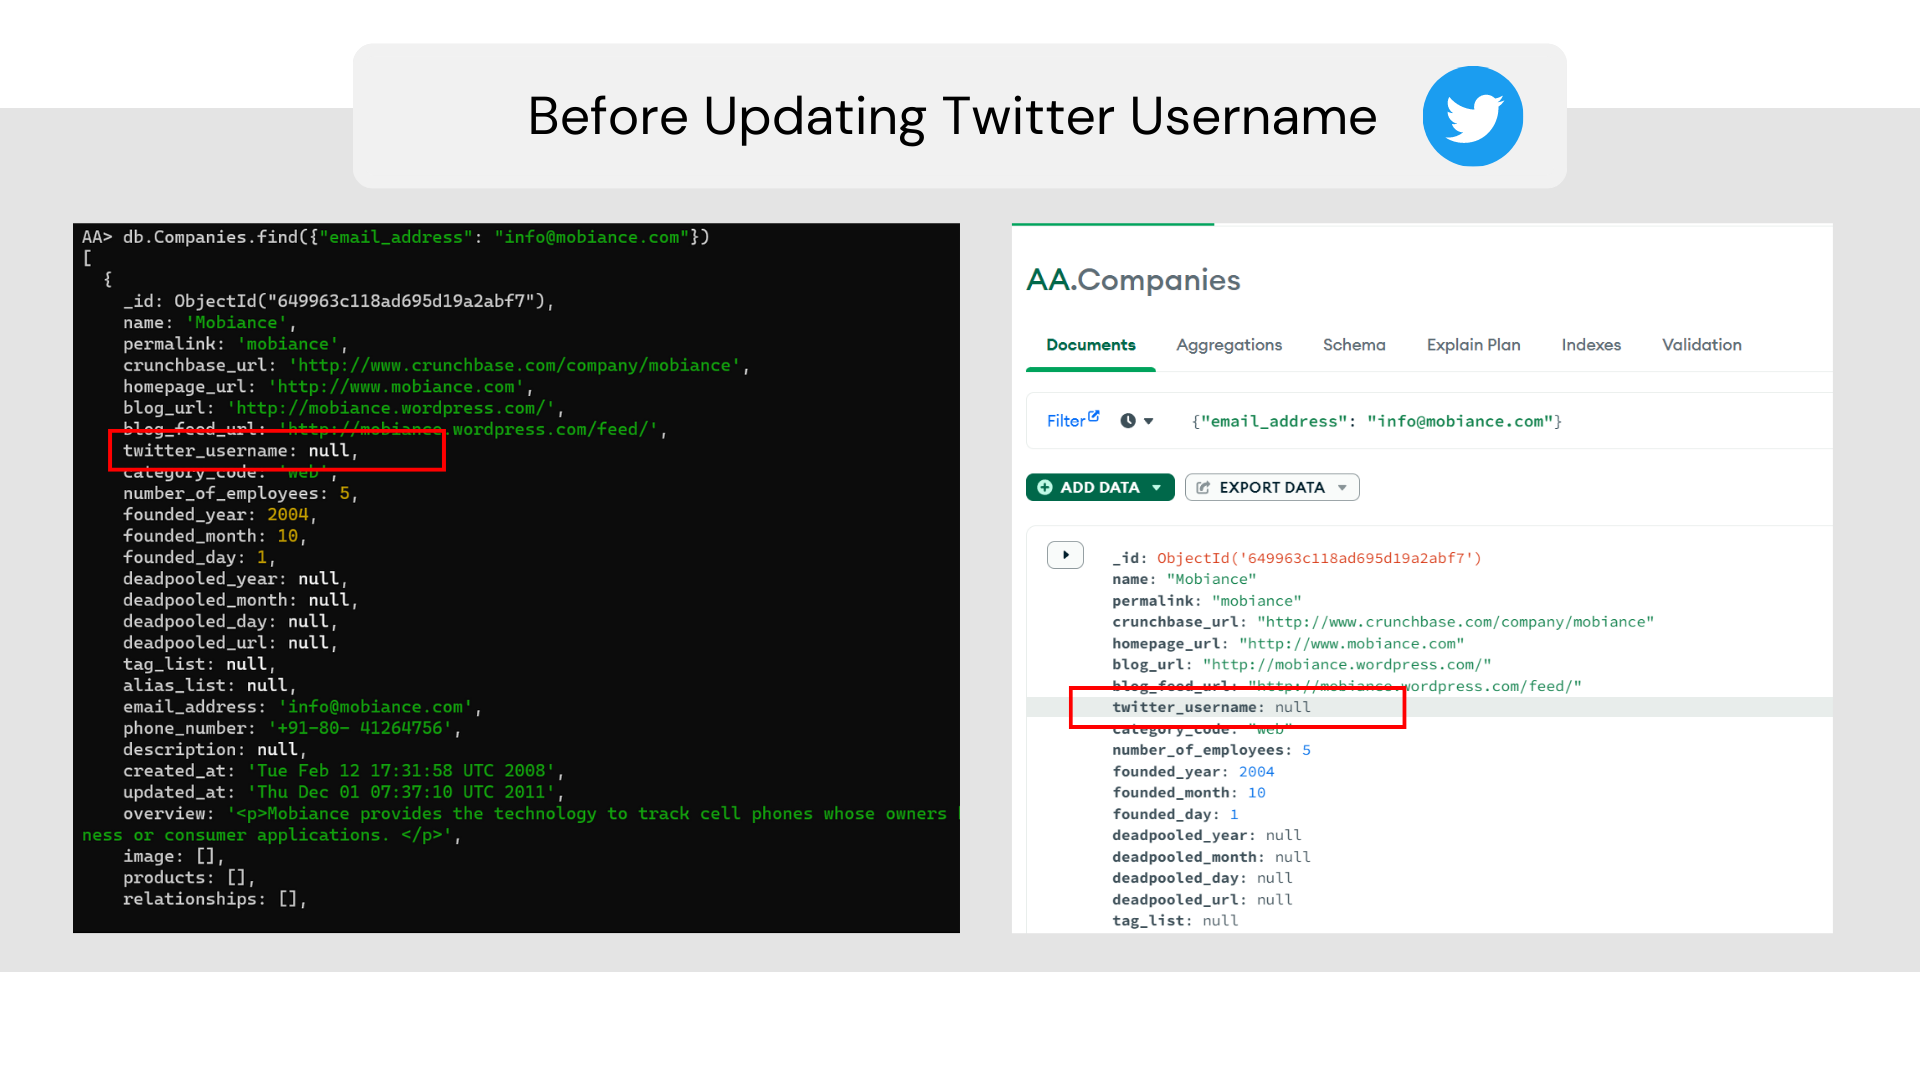 Before Updating Twitter Username
AA> db.Companies.find({"email_address": "info@mobiance.com"})
[
{
_id: ObjectId("649963c118ad695d19a2abf7"),
name: 'Mobiance',
permalink: 'mobiance',
crunchbase_url: 'http://www.crunchbase.com/company/mobiance',
homepage_url: 'http://www.mobiance.com',
blog_url: 'http://mobiance.wordpress.com/',
blog_feed_url: 'http://mobiance.wordpress.com/feed/',
twitter_username: null,
category_code: 'web',
number_of_employees: 5,
founded_year: 2004,
founded_month: 10,
founded_day: 1,
deadpooled_year: null,
deadpooled_month: null,
deadpooled_day: null,
deadpooled_url: null,
tag_list: null,
alias_list: null,
email_address: 'info@mobiance.com',
phone_number: '+91-80- 41264756',
description: null,
created_at: 'Tue Feb 12 17:31:58 UTC 2008',
updated_at: 'Thu Dec 01 07:37:10 UTC 2011',
overview: '<p>Mobiance provides the technology to track cell phones whose owners
ness or consumer applications. </p>',
image: [],
products: [],
relationships: [],
AA.Companies
Documents Aggregations Schema Explain Plan Indexes Validation
Filter {"email_address": "info@mobiance.com"}
ADD DATA EXPORT DATA
_id: ObjectId('649963c118ad695d19a2abf7')
name: "Mobiance"
permalink: "mobiance"
crunchbase_url: "http://www.crunchbase.com/company/mobiance"
homepage_url: "http://www.mobiance.com"
blog_url: "http://mobiance.wordpress.com/"
blog_feed_url: "http://mobiance.wordpress.com/feed/"
twitter_username: null
category_code: "web"
number_of_employees: 5
founded_year: 2004
founded_month: 10
founded_day: 1
deadpooled_year: null
deadpooled_month: null
deadpooled_day: null
deadpooled_url: null
tag_list: null